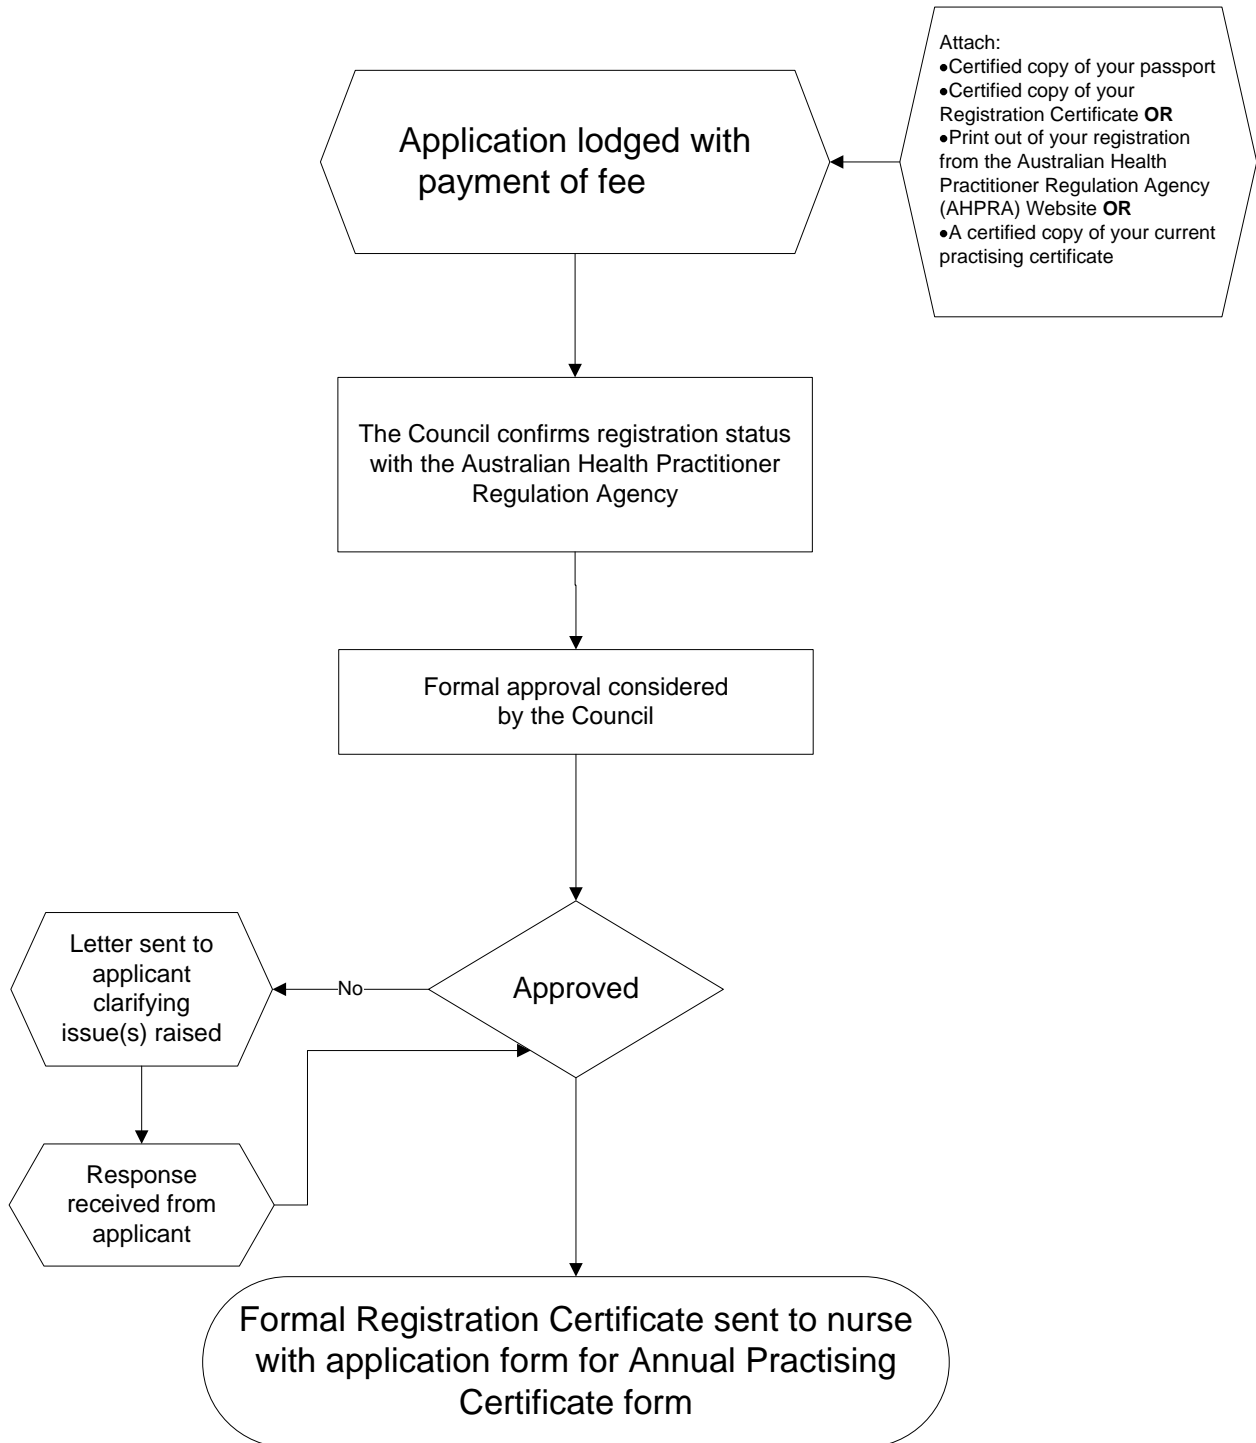 Attach:
•Certified copy of your passport
•Certified copy of your
Registration Certificate OR
•Print out of your registration
from the Australian Health
Practitioner Regulation Agency
(AHPRA) Website OR
•A certified copy of your current
practising certificate
Application lodged with
payment of fee
The Council confirms registration status
with the Australian Health Practitioner
Regulation Agency
Formal approval considered
by the Council
Approved
No
Letter sent to
applicant
clarifying
issue(s) raised
Response
received from
applicant
Formal Registration Certificate sent to nurse
with application form for Annual Practising
Certificate form